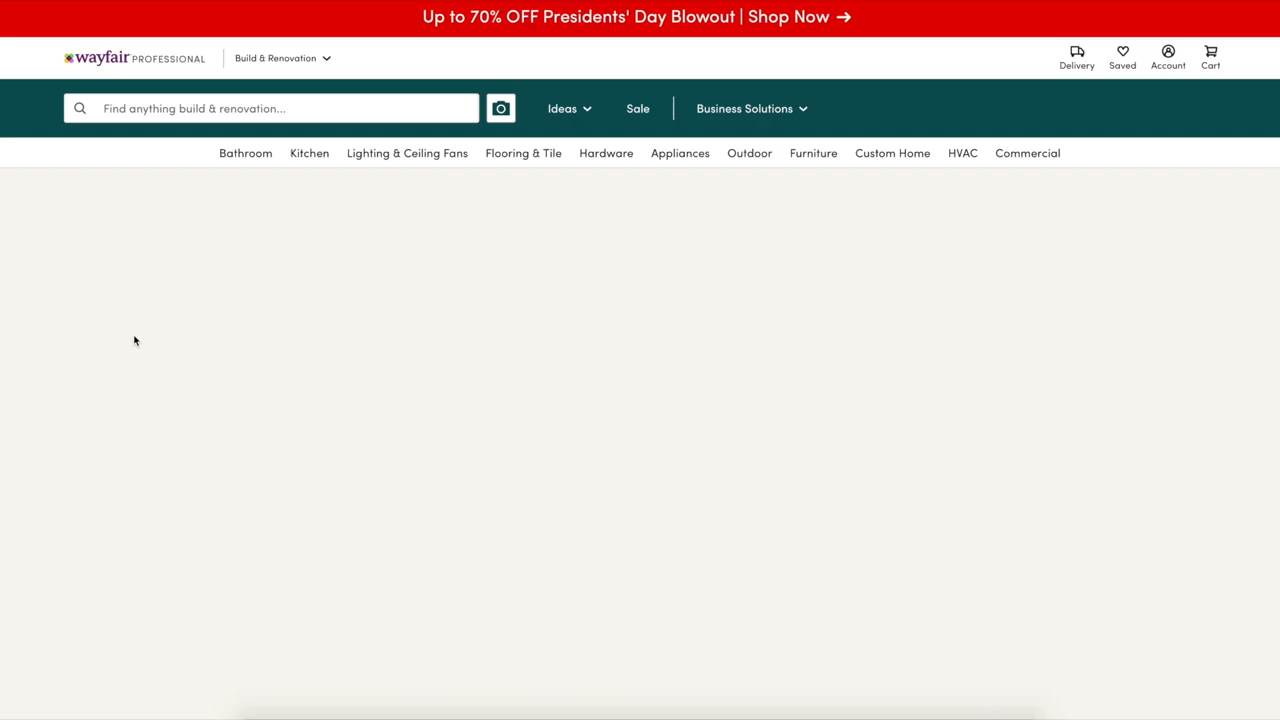 Up to 70% OFF Presidents' Day Blowout | Shop Now →
wayfair PROFESSIONAL
Build & Renovation
Delivery
Saved
Account
Cart
Find anything build & renovation...
Ideas
Sale
Business Solutions
Bathroom
Kitchen
Lighting & Ceiling Fans
Flooring & Tile
Hardware
Appliances
Outdoor
Furniture
Custom Home
HVAC
Commercial